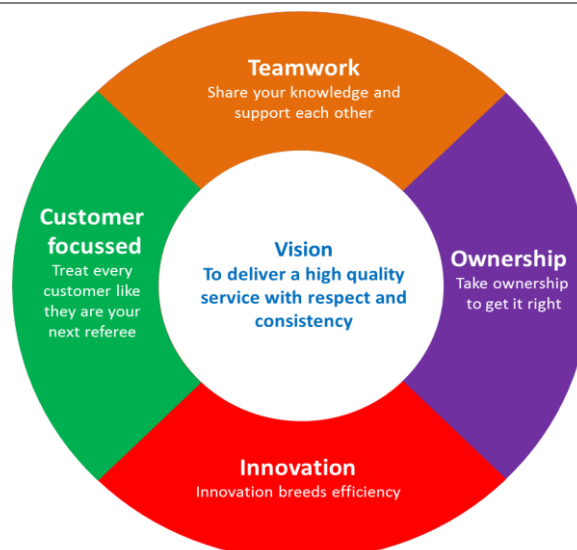 Teamwork
Share your knowledge and
support each other
Customer
focussed
Treat every
customer like
they are your
next referee
Vision
To deliver a high quality
service with respect and
consistency
Ownership
Take ownership
to get it right
Innovation
Innovation breeds efficiency